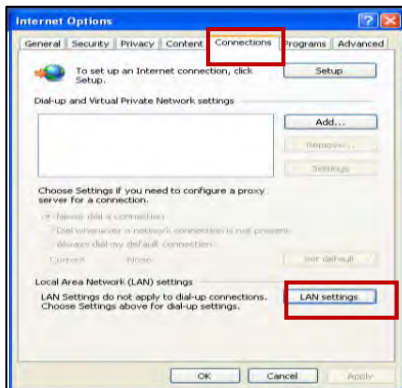 Internet Options
General Security Privacy Content Connections Programs Advanced
To set up an Internet connection, click
Setup.
Setup
Dial-up and Virtual Private Network settings
Add...
Remove...
Settings
Choose Settings if you need to configure a proxy
server for a connection.
Never dial a connection
Dial whenever a network connection is not present
Always dial my default connection
Current None
Set default
Local Area Network (LAN) settings
LAN Settings do not apply to dial-up connections.
Choose Settings above for dial-up settings.
LAN settings
OK Cancel Apply